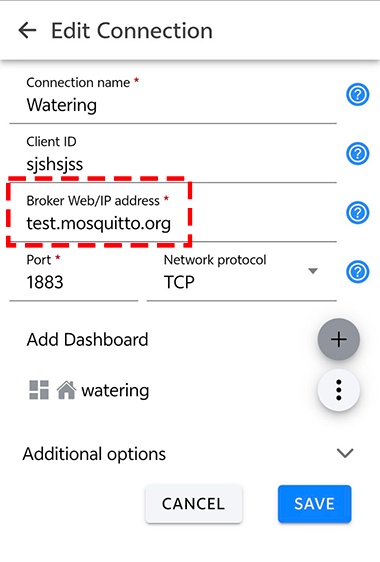 Edit Connection
Connection name *
Watering
Client ID
sjshsjss
Broker Web/IP address *
test.mosquitto.org
Port * Network protocol
1883 TCP
Add Dashboard
watering
Additional options
CANCEL SAVE